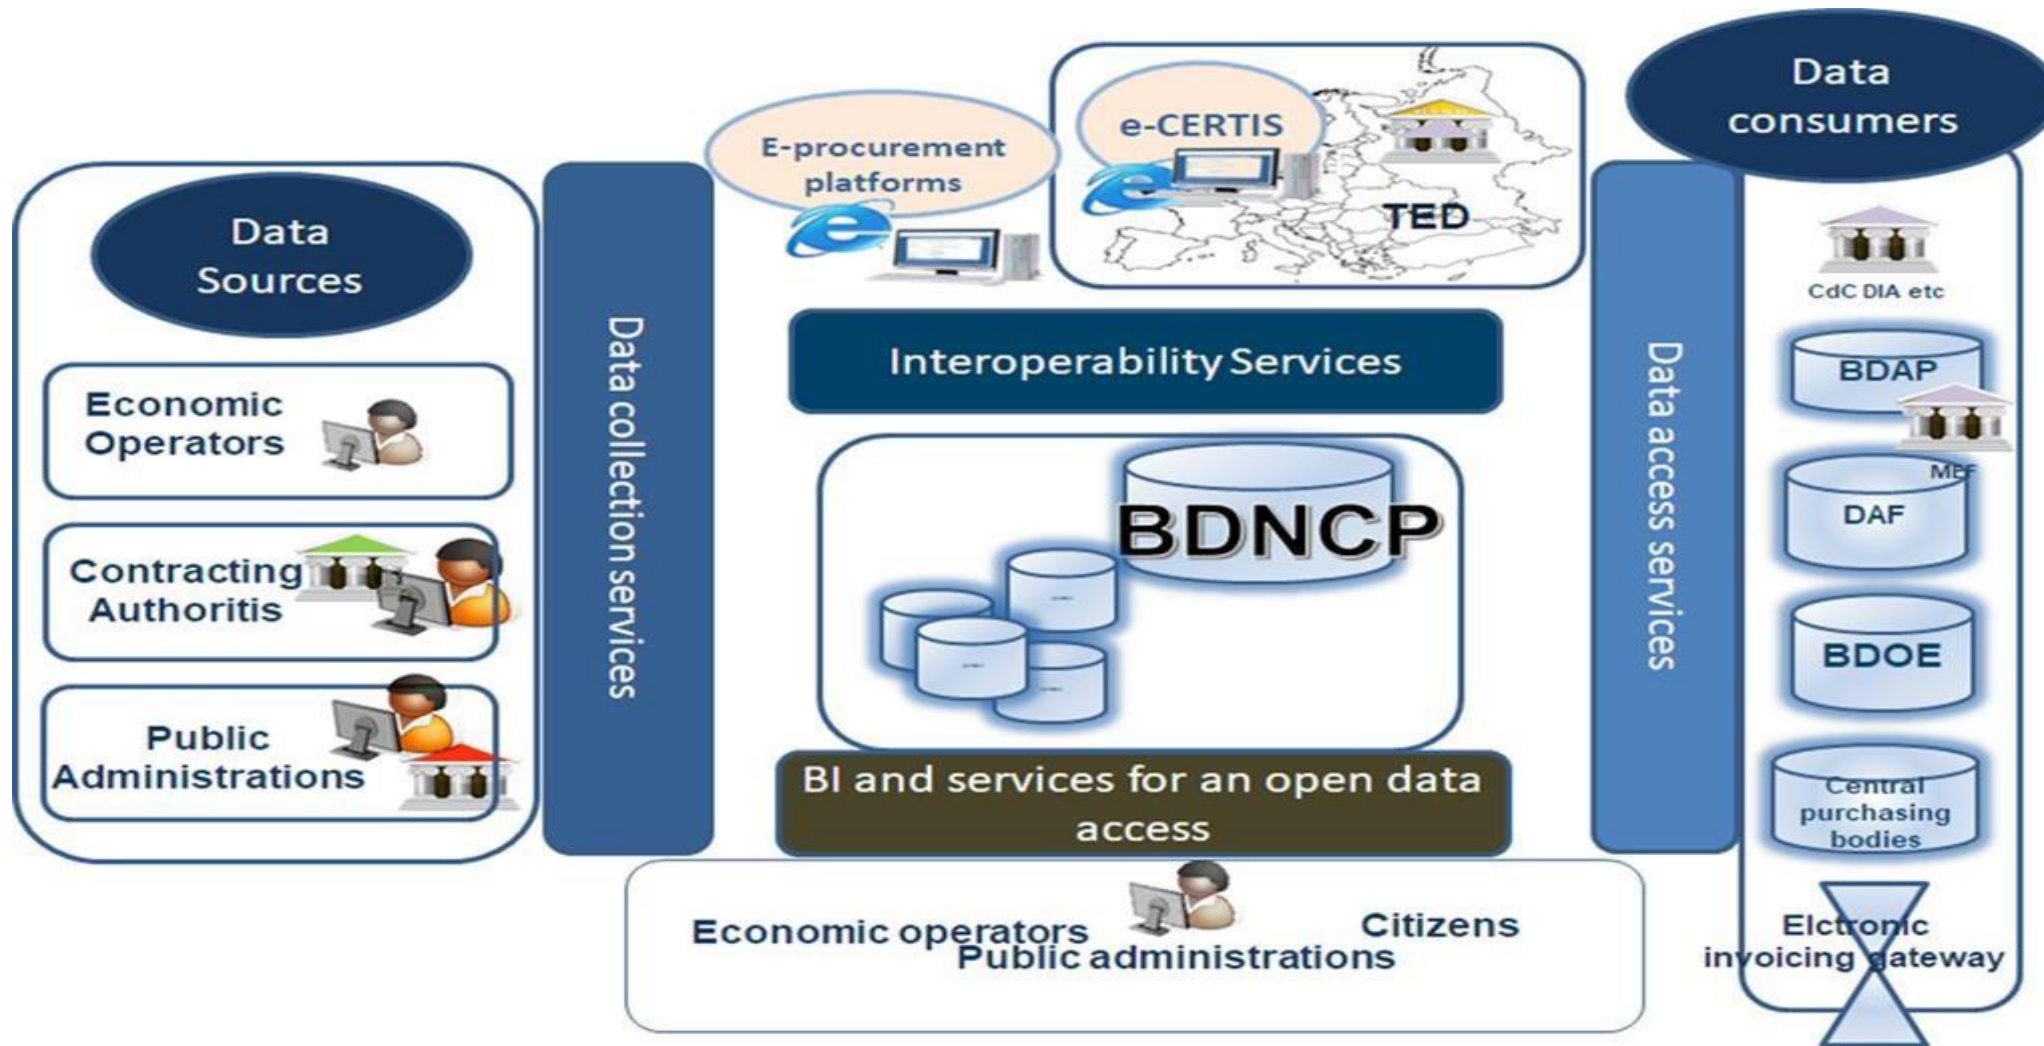 Data
Sources
Economic
Operators
Contracting
Authoritis
Public
Administrations
Data collection services
E-procurement
platforms
e-CERTIS
TED
Interoperability Services
BDNCP
BI and services for an open data
access
Economic operators
Public administrations
Citizens
Data access services
Data
consumers
CdC DIA etc
BDAP
MEF
DAF
BDOE
Central
purchasing
bodies
Elctronic
invoicing gateway